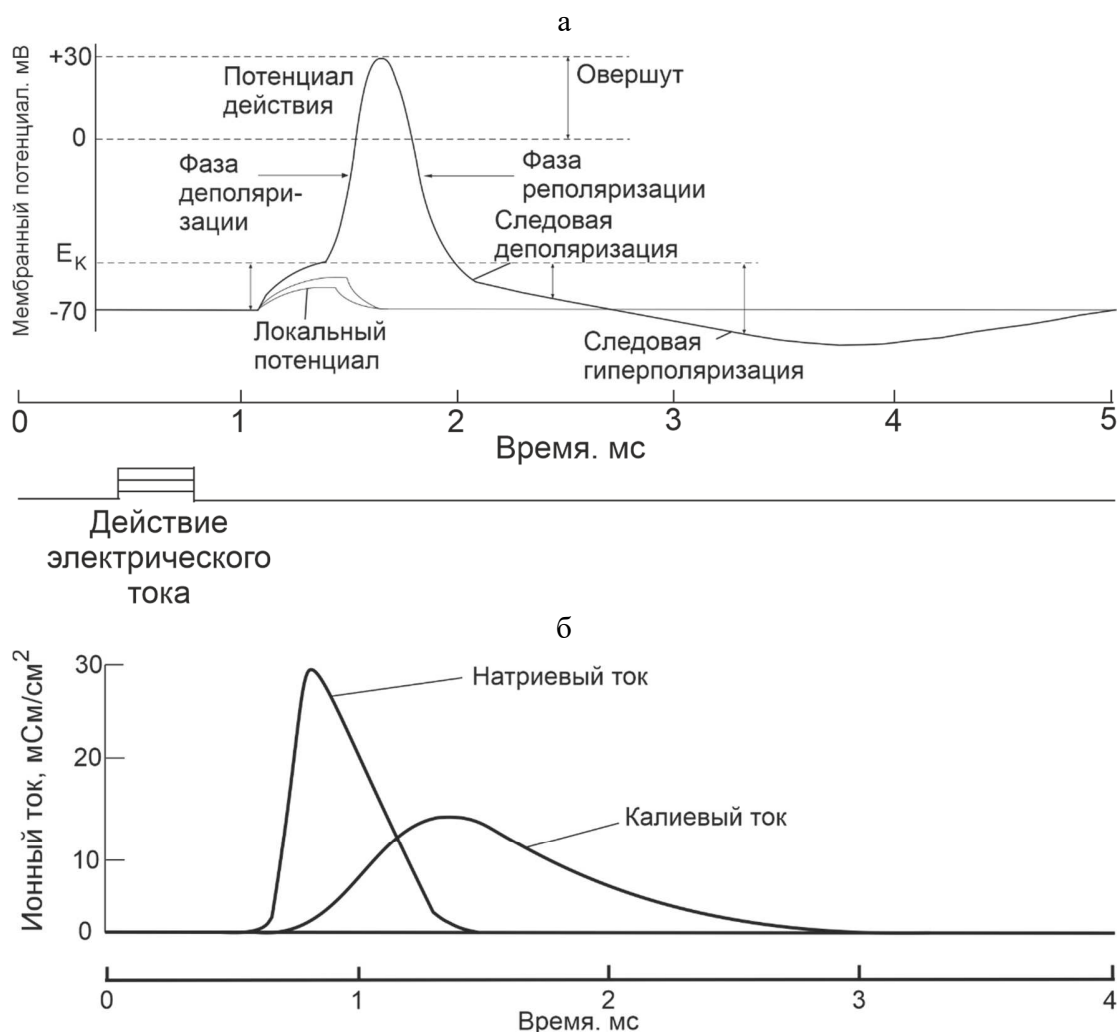 а
Мембранный потенциал. мВ
+30
0
E_K
-70
Потенциал
действия
Овершут
Фаза
деполяри-
зации
Фаза
реполяризации
Следовая
деполяризация
Локальный
потенциал
Следовая
гиперполяризация
0 1 2 3 4 5
Время. мс
Действие
электрического
тока
б
Ионный ток, мСм/см²
30
20
10
0
Натриевый ток
Калиевый ток
0 1 2 3 4
Время. мс